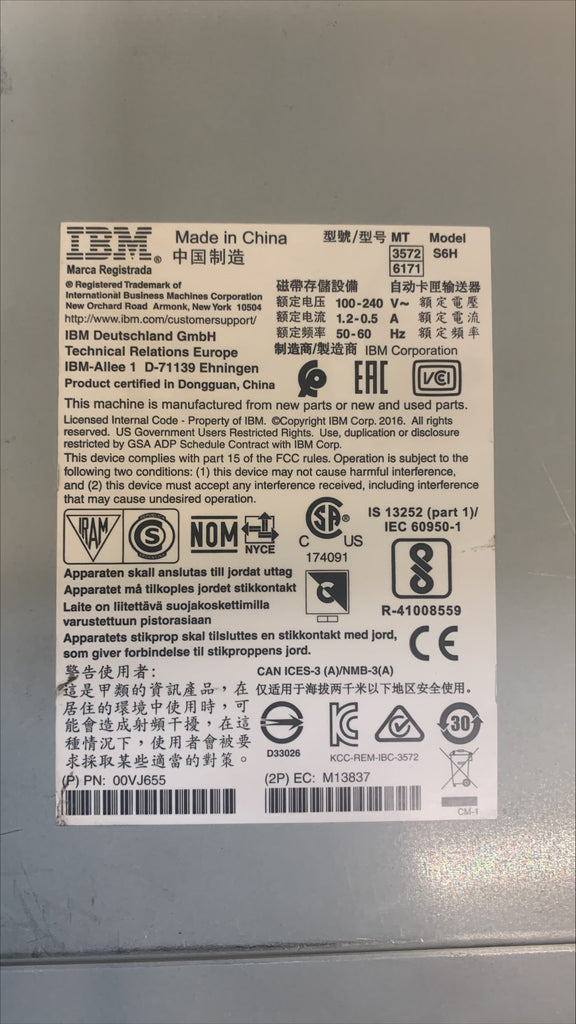 IBM®
Marca Registrada
Made in China
中国制造
型號/型号 MT Model
3572 S6H
6171
® Registered Trademark of
International Business Machines Corporation
New Orchard Road Armonk, New York 10504
http://www.ibm.com/customersupport/
IBM Deutschland GmbH
Technical Relations Europe
IBM-Allee 1 D-71139 Ehningen
Product certified in Dongguan, China
磁帶存儲設備 自动卡匣输送器
额定电压 100-240 V~ 額定電壓
额定电流 1.2-0.5 A 額定電流
额定频率 50-60 Hz 額定頻率
制造商/製造商 IBM Corporation
EAC
VCI
This machine is manufactured from new parts or new and used parts.
Licensed Internal Code - Property of IBM. ©Copyright IBM Corp. 2016. All rights
reserved. US Government Users Restricted Rights. Use, duplication or disclosure
restricted by GSA ADP Schedule Contract with IBM Corp.
This device complies with part 15 of the FCC rules. Operation is subject to the
following two conditions: (1) this device may not cause harmful interference,
and (2) this device must accept any interference received, including interference
that may cause undesired operation.
IRAM
S
NOM
NYCE
CSA®
C US
174091
IS 13252 (part 1)/
IEC 60950-1
R-41008559
Apparaten skall anslutas till jordat uttag
Apparatet må tilkoples jordet stikkontakt
Laite on liitettävä suojakoskettimilla
varustettuun pistorasiaan
Apparatets stikprop skal tilsluttes en stikkontakt med jord,
som giver forbindelse til stikproppens jord.
CE
警告使用者:
這是甲類的資訊產品，在
居住的環境中使用時，可
能會造成射頻干擾，在這
種情況下，使用者會被要
求採取某些適當的對策。
CAN ICES-3 (A)/NMB-3(A)
仅适用于海拔两千米以下地区安全使用。
D33026
KCC-REM-IBC-3572
30
(P) PN: 00VJ655
(2P) EC: M13837
CM-1